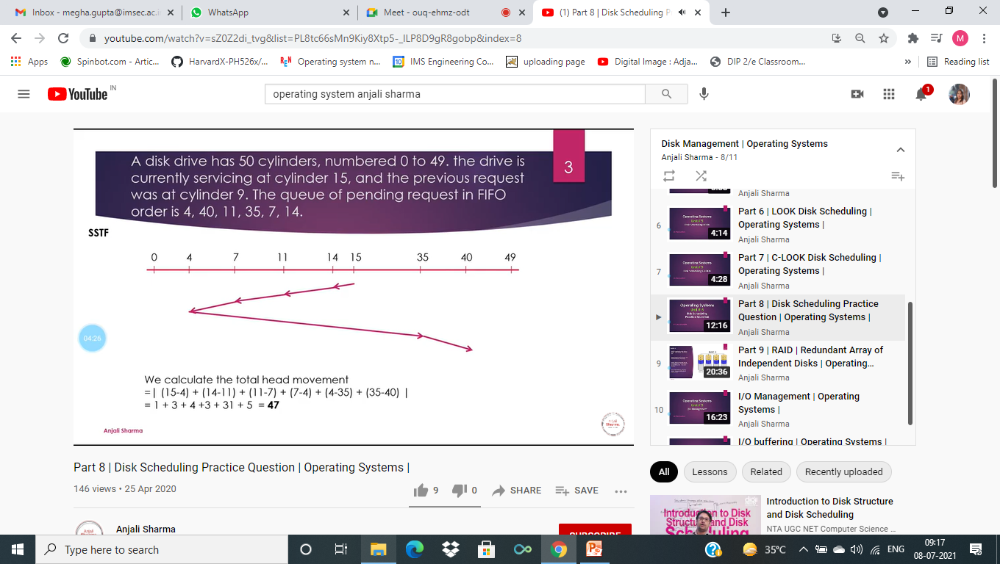 Inbox - megha.gupta@imsec.ac.i
WhatsApp
Meet - ouq-ehmz-odt
(1) Part 8 | Disk Scheduling P
youtube.com/watch?v=sZ0Z2di_tvg&list=PL8tc66sMn9Kiy8Xtp5-_ILP8D9gR8gobp&index=8
M
Apps
Spinbot.com - Artic...
HarvardX-PH526x/...
Operating system n...
IMS Engineering Co...
uploading page
Digital Image : Adja...
DIP 2/e Classroom...
»
Reading list
YouTube IN
operating system anjali sharma
1
A disk drive has 50 cylinders, numbered 0 to 49. the drive is
currently servicing at cylinder 15, and the previous request
was at cylinder 9. The queue of pending request in FIFO
order is 4, 40, 11, 35, 7, 14.
3
SSTF
0 4 7 11 14 15 35 40 49
04:26
We calculate the total head movement
= | (15-4) + (14-11) + (11-7) + (7-4) + (4-35) + (35-40) |
= 1 + 3 + 4 +3 + 31 + 5 = 47
Anjali Sharma
Part 8 | Disk Scheduling Practice Question | Operating Systems |
146 views • 25 Apr 2020
9
0
SHARE
SAVE
Anjali Sharma
Disk Management | Operating Systems
Anjali Sharma - 8/11
Anjali Sharma
6
4:14
Part 6 | LOOK Disk Scheduling |
Operating Systems |
Anjali Sharma
7
4:28
Part 7 | C-LOOK Disk Scheduling |
Operating Systems |
Anjali Sharma
12:16
Part 8 | Disk Scheduling Practice
Question | Operating Systems |
Anjali Sharma
9
20:36
Part 9 | RAID | Redundant Array of
Independent Disks | Operating...
Anjali Sharma
10
16:23
I/O Management | Operating
Systems |
Anjali Sharma
I/O buffering | Operating Systems |
All
Lessons
Related
Recently uploaded
Introduction to Disk
Structure and Disk
Scheduling
Introduction to Disk Structure
and Disk Scheduling
NTA UGC NET Computer Science ...
SUBSCRIBE
Type here to search
35°C
ENG
09:17
08-07-2021